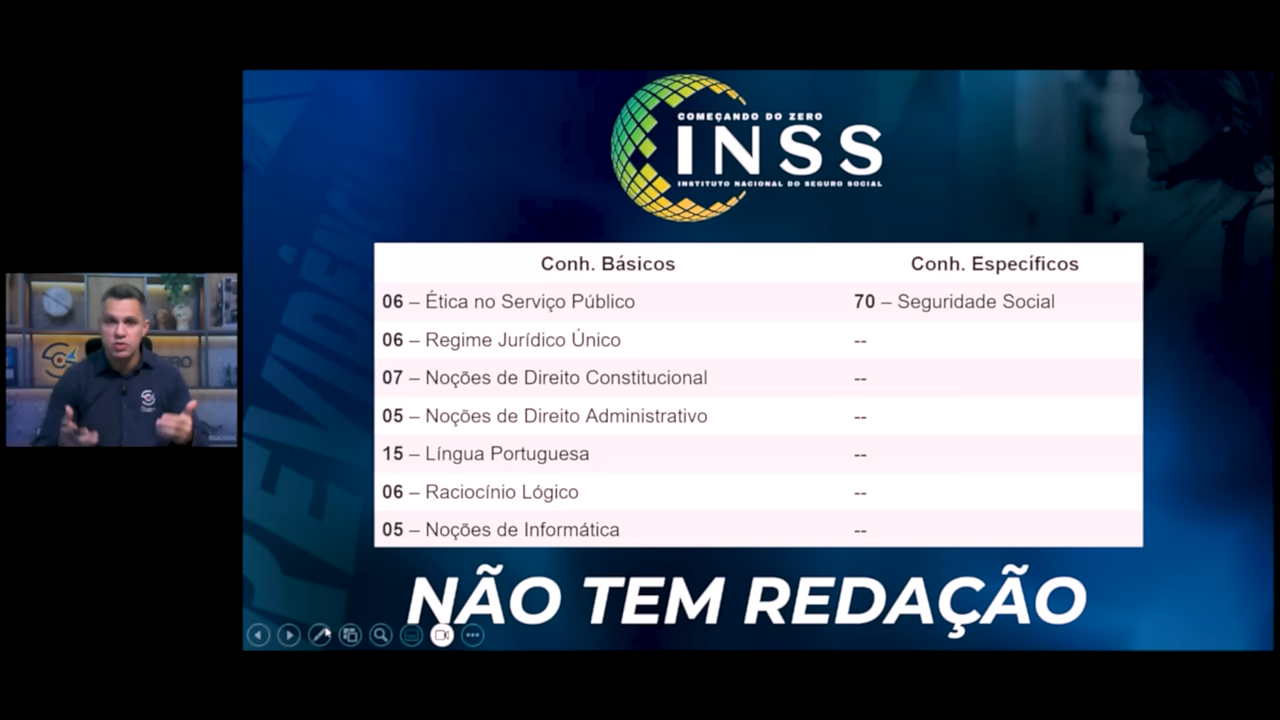 COMEÇANDO DO ZERO
INSS
INSTITUTO NACIONAL DO SEGURO SOCIAL
Conh. Básicos Conh. Específicos
06 – Ética no Serviço Público 70 – Seguridade Social
06 – Regime Jurídico Único --
07 – Noções de Direito Constitucional --
05 – Noções de Direito Administrativo --
15 – Língua Portuguesa --
06 – Raciocínio Lógico --
05 – Noções de Informática --
NÃO TEM REDAÇÃO